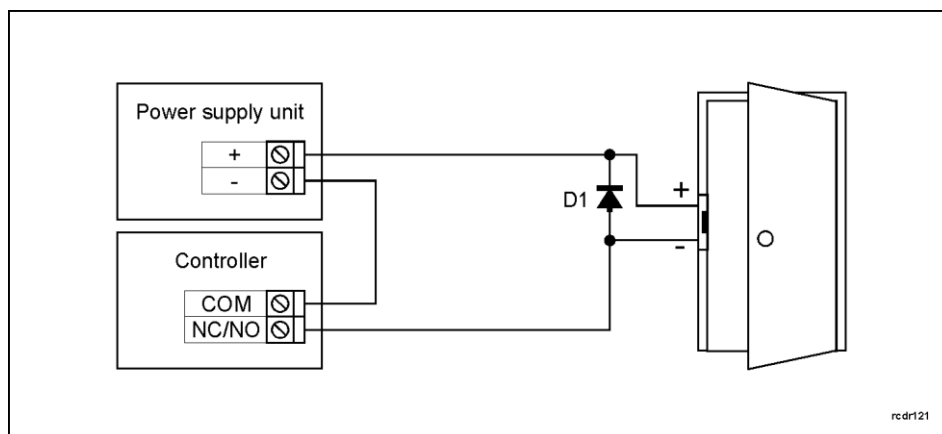 Power supply unit
+
-
Controller
COM
NC/NO
D1
+
-
rcdr121